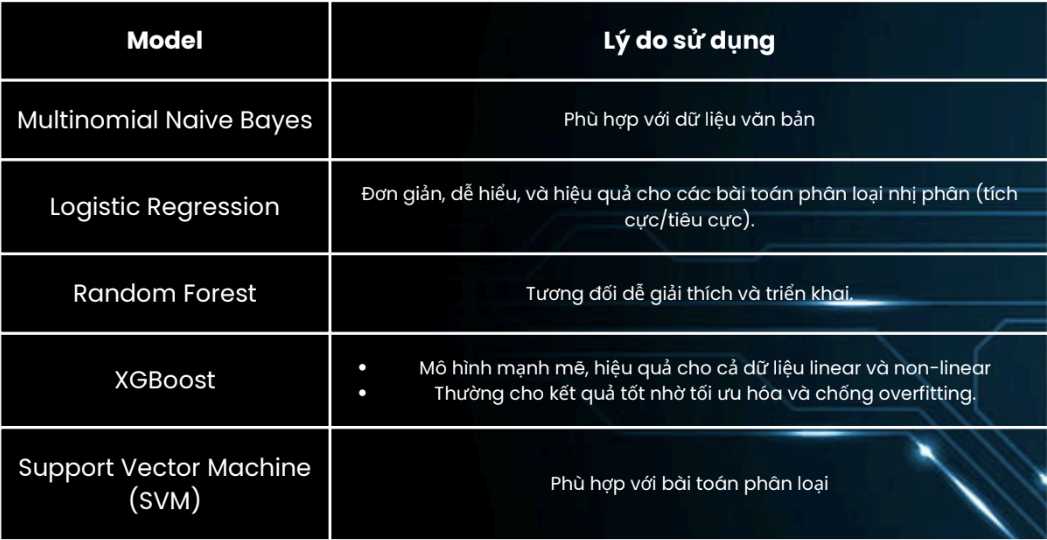 Model
Lý do sử dụng
Multinomial Naive Bayes
Phù hợp với dữ liệu văn bản
Logistic Regression
Đơn giản, dễ hiểu, và hiệu quả cho các bài toán phân loại nhị phân (tích
cực/tiêu cực).
Random Forest
Tương đối dễ giải thích và triển khai.
XGBoost
• Mô hình mạnh mẽ, hiệu quả cho cả dữ liệu linear và non-linear
• Thường cho kết quả tốt nhờ tối ưu hóa và chống overfitting.
Support Vector Machine
(SVM)
Phù hợp với bài toán phân loại